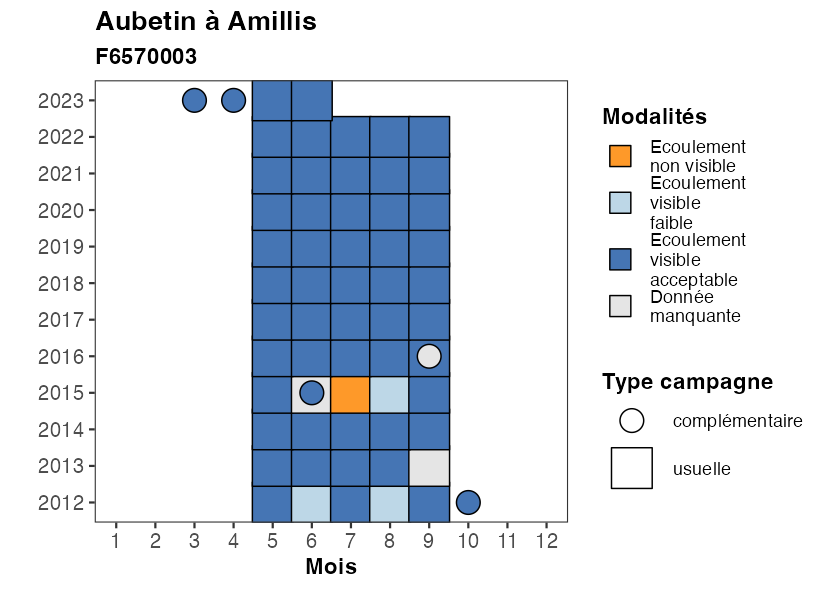 Aubetin à Amillis
F6570003
2023
2022
2021
2020
2019
2018
2017
2016
2015
2014
2013
2012
1 2 3 4 5 6 7 8 9 10 11 12
Mois
Modalités
Ecoulement
non visible
Ecoulement
visible
faible
Ecoulement
visible
acceptable
Donnée
manquante
Type campagne
complémentaire
usuelle